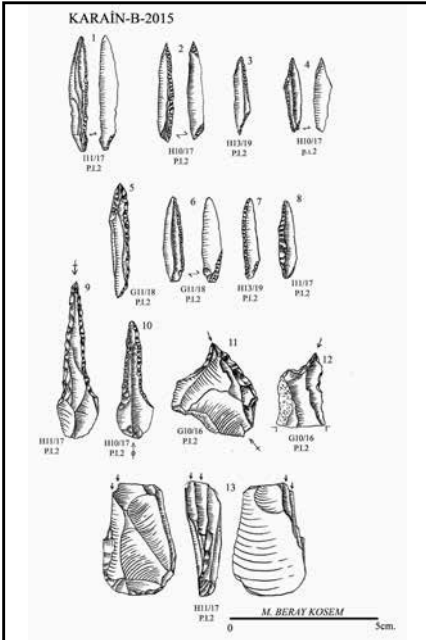 KARAİN-B-2015
1
2
3
4
I11/17
P.I.2
H10/17
P.I.2
H13/19
P.I.2
H10/17
p.ı.2
5
6
7
8
G11/18
P.I.2
G11/18
P.I.2
H13/19
P.I.2
I11/17
P.I.2
9
10
11
12
H11/17
P.I.2
H10/17
P.I.2
G10/16
P.I.2
G10/16
P.I.2
13
H11/17
P.I.2
M. BERAY KOSEM
0
5cm.